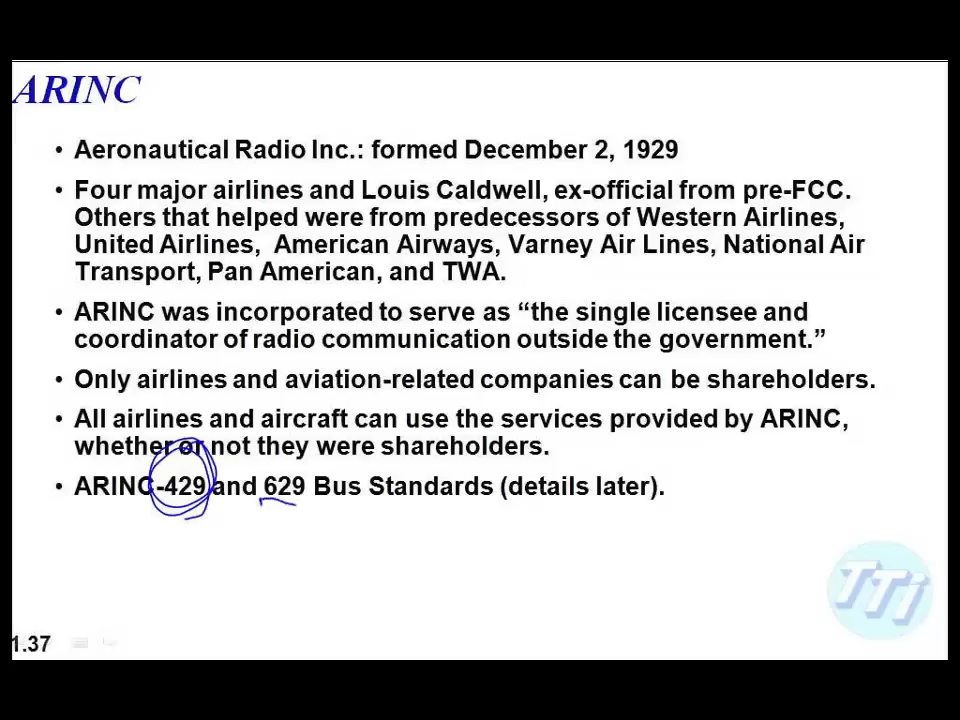 ARINC
• Aeronautical Radio Inc.: formed December 2, 1929
• Four major airlines and Louis Caldwell, ex-official from pre-FCC.
Others that helped were from predecessors of Western Airlines,
United Airlines, American Airways, Varney Air Lines, National Air
Transport, Pan American, and TWA.
• ARINC was incorporated to serve as “the single licensee and
coordinator of radio communication outside the government.”
• Only airlines and aviation-related companies can be shareholders.
• All airlines and aircraft can use the services provided by ARINC,
whether or not they were shareholders.
• ARINC-429 and 629 Bus Standards (details later).
TTi
1.37